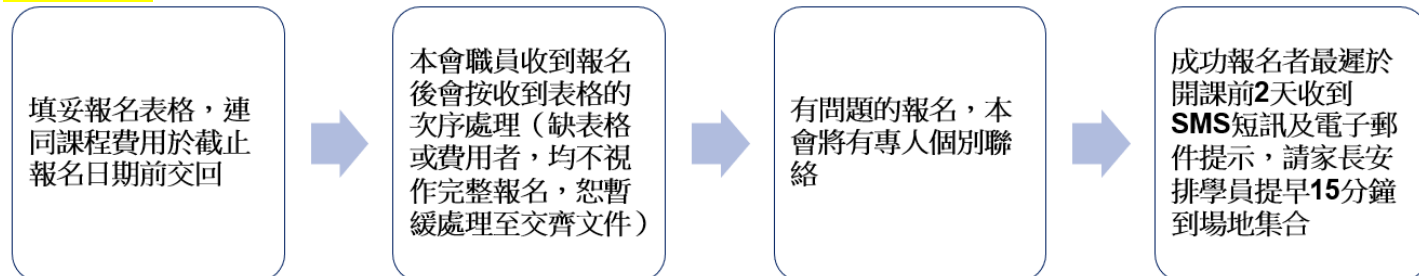 填妥報名表格，連
同課程費用於截止
報名日期前交回
本會職員收到報名
後會按收到表格的
次序處理（缺表格
或費用者，均不視
作完整報名，恕暫
緩處理至交齊文件）
有問題的報名，本
會將有專人個別聯
絡
成功報名者最遲於
開課前2天收到
SMS短訊及電子郵
件提示，請家長安
排學員提早15分鐘
到場地集合